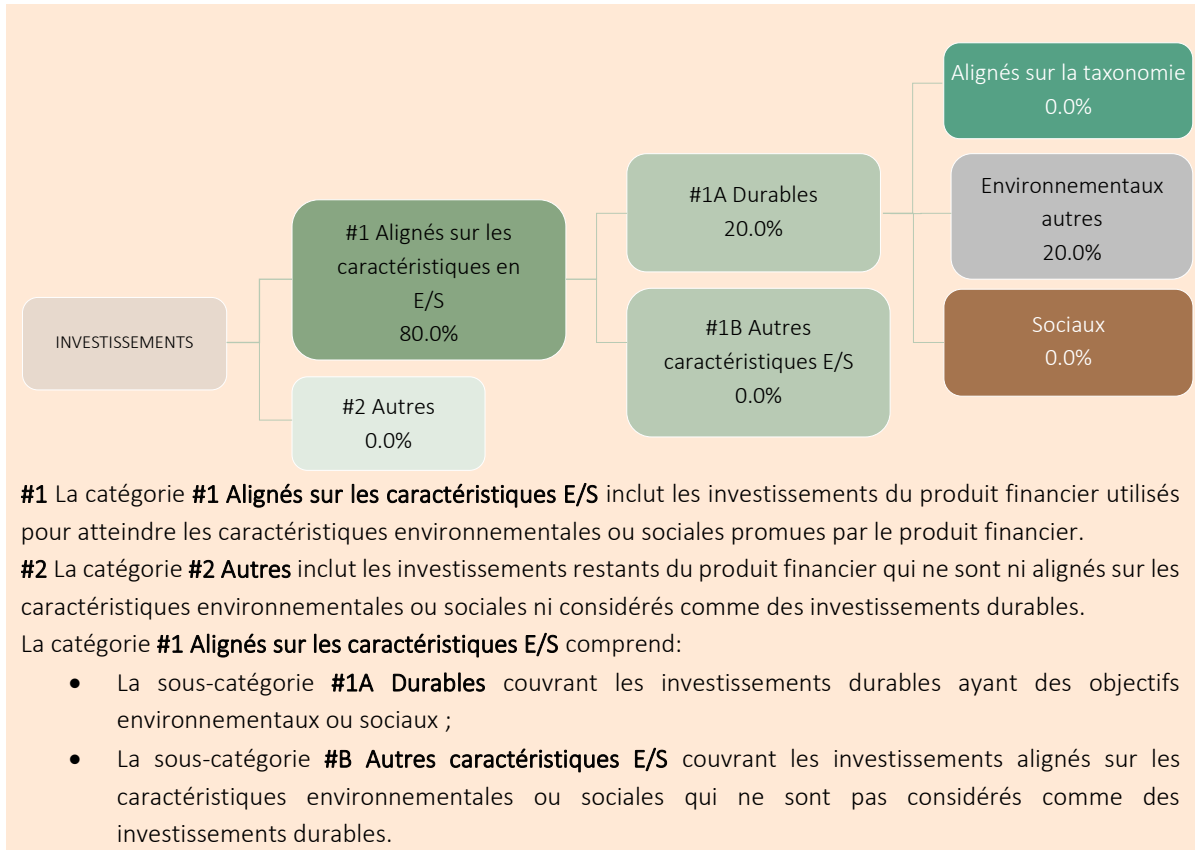 Alignés sur la taxonomie
0.0%
#1A Durables
20.0%
Environnementaux
autres
20.0%
#1 Alignés sur les
caractéristiques en
E/S
80.0%
INVESTISSEMENTS
#1B Autres
caractéristiques E/S
0.0%
Sociaux
0.0%
#2 Autres
0.0%
#1 La catégorie #1 Alignés sur les caractéristiques E/S inclut les investissements du produit financier utilisés
pour atteindre les caractéristiques environnementales ou sociales promues par le produit financier.
#2 La catégorie #2 Autres inclut les investissements restants du produit financier qui ne sont ni alignés sur les
caractéristiques environnementales ou sociales ni considérés comme des investissements durables.
La catégorie #1 Alignés sur les caractéristiques E/S comprend:
• La sous-catégorie #1A Durables couvrant les investissements durables ayant des objectifs
environnementaux ou sociaux ;
• La sous-catégorie #B Autres caractéristiques E/S couvrant les investissements alignés sur les
caractéristiques environnementales ou sociales qui ne sont pas considérés comme des
investissements durables.